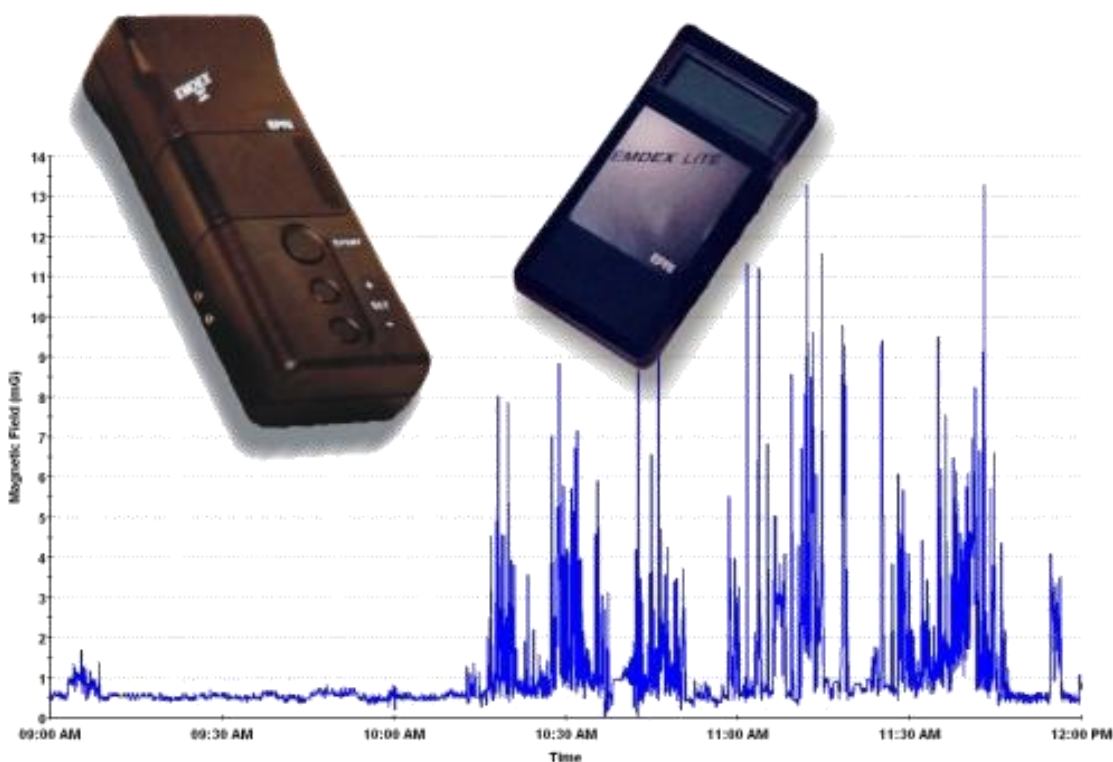 EMDEX
EPRI
EMDEX LITE
EPRI
SET
14
13
12
11
10
9
8
7
6
5
4
3
2
1
0
Magnetic Field (mG)
09:00 AM 09:30 AM 10:00 AM 10:30 AM 11:00 AM 11:30 AM 12:00 PM
Time